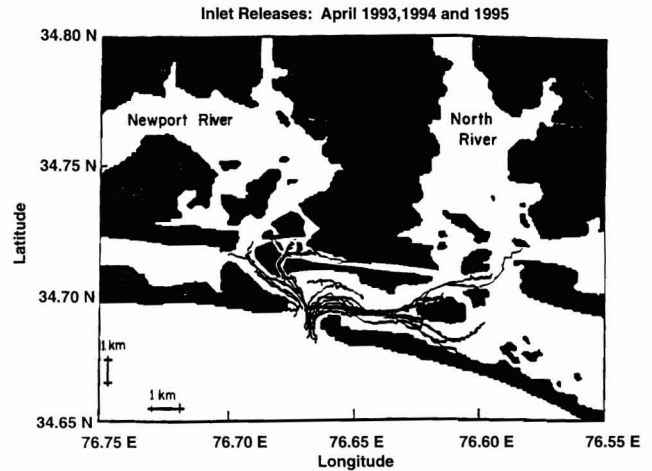 Inlet Releases: April 1993,1994 and 1995
34.80 N
Newport River
North
River
34.75 N
Latitude
34.70 N
1 km
1 km
34.65 N
76.75 E
76.70 E
76.65 E
76.60 E
76.55 E
Longitude